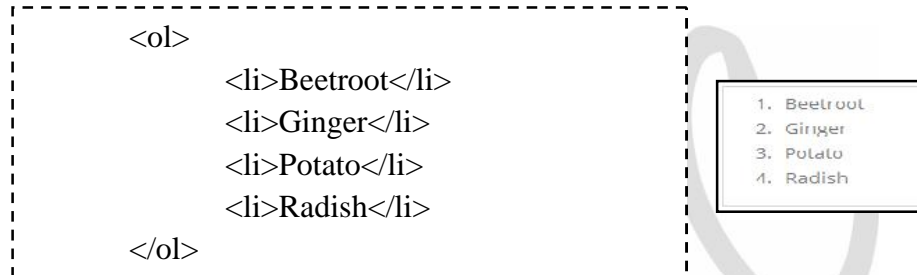 <ol>
<li>Beetroot</li>
<li>Ginger</li>
<li>Potato</li>
<li>Radish</li>
</ol>
1. Beetroot
2. Ginger
3. Potato
4. Radish